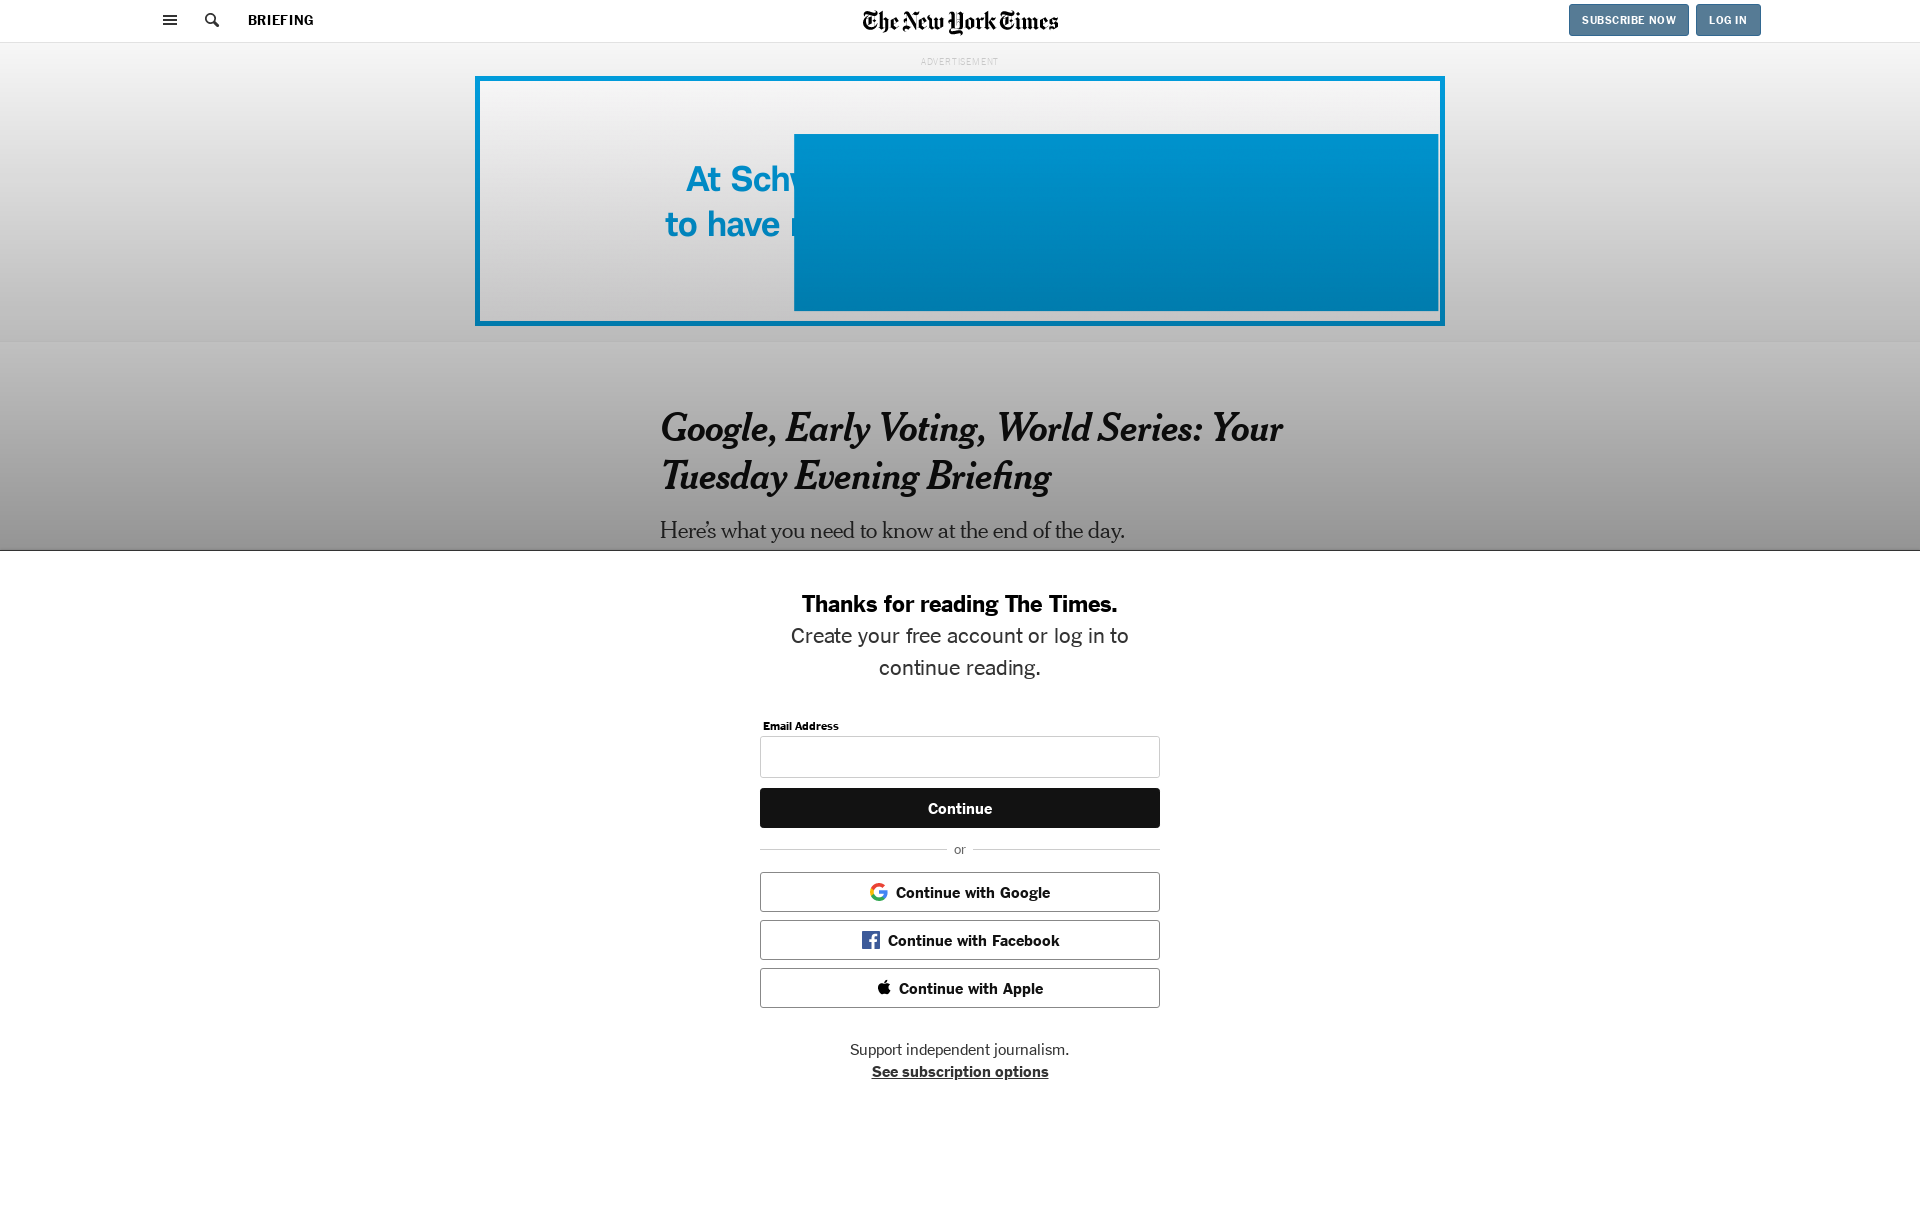 BRIEFING
The New York Times
SUBSCRIBE NOW
LOG IN
ADVERTISEMENT
At
to have
Google, Early Voting, World Series: Your
Tuesday Evening Briefing
Here’s what you need to know at the end of the day.
Thanks for reading The Times.
Create your free account or log in to
continue reading.
Email Address
Continue
or
Continue with Google
Continue with Facebook
Continue with Apple
Support independent journalism.
See subscription options